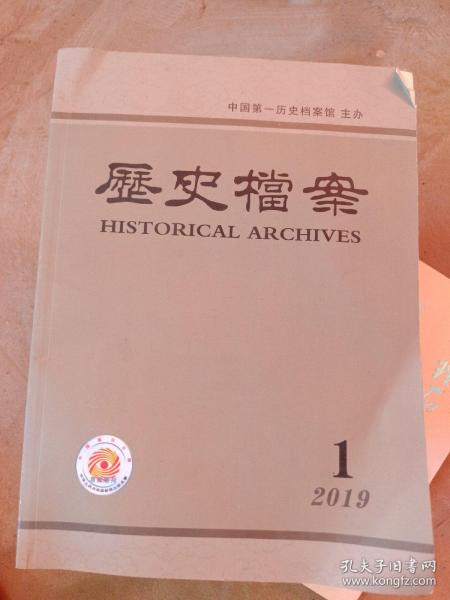 中国第一历史档案馆 主办
歷史檔案
HISTORICAL ARCHIVES
1
2019
孔夫子旧书网
www.kongfz.com